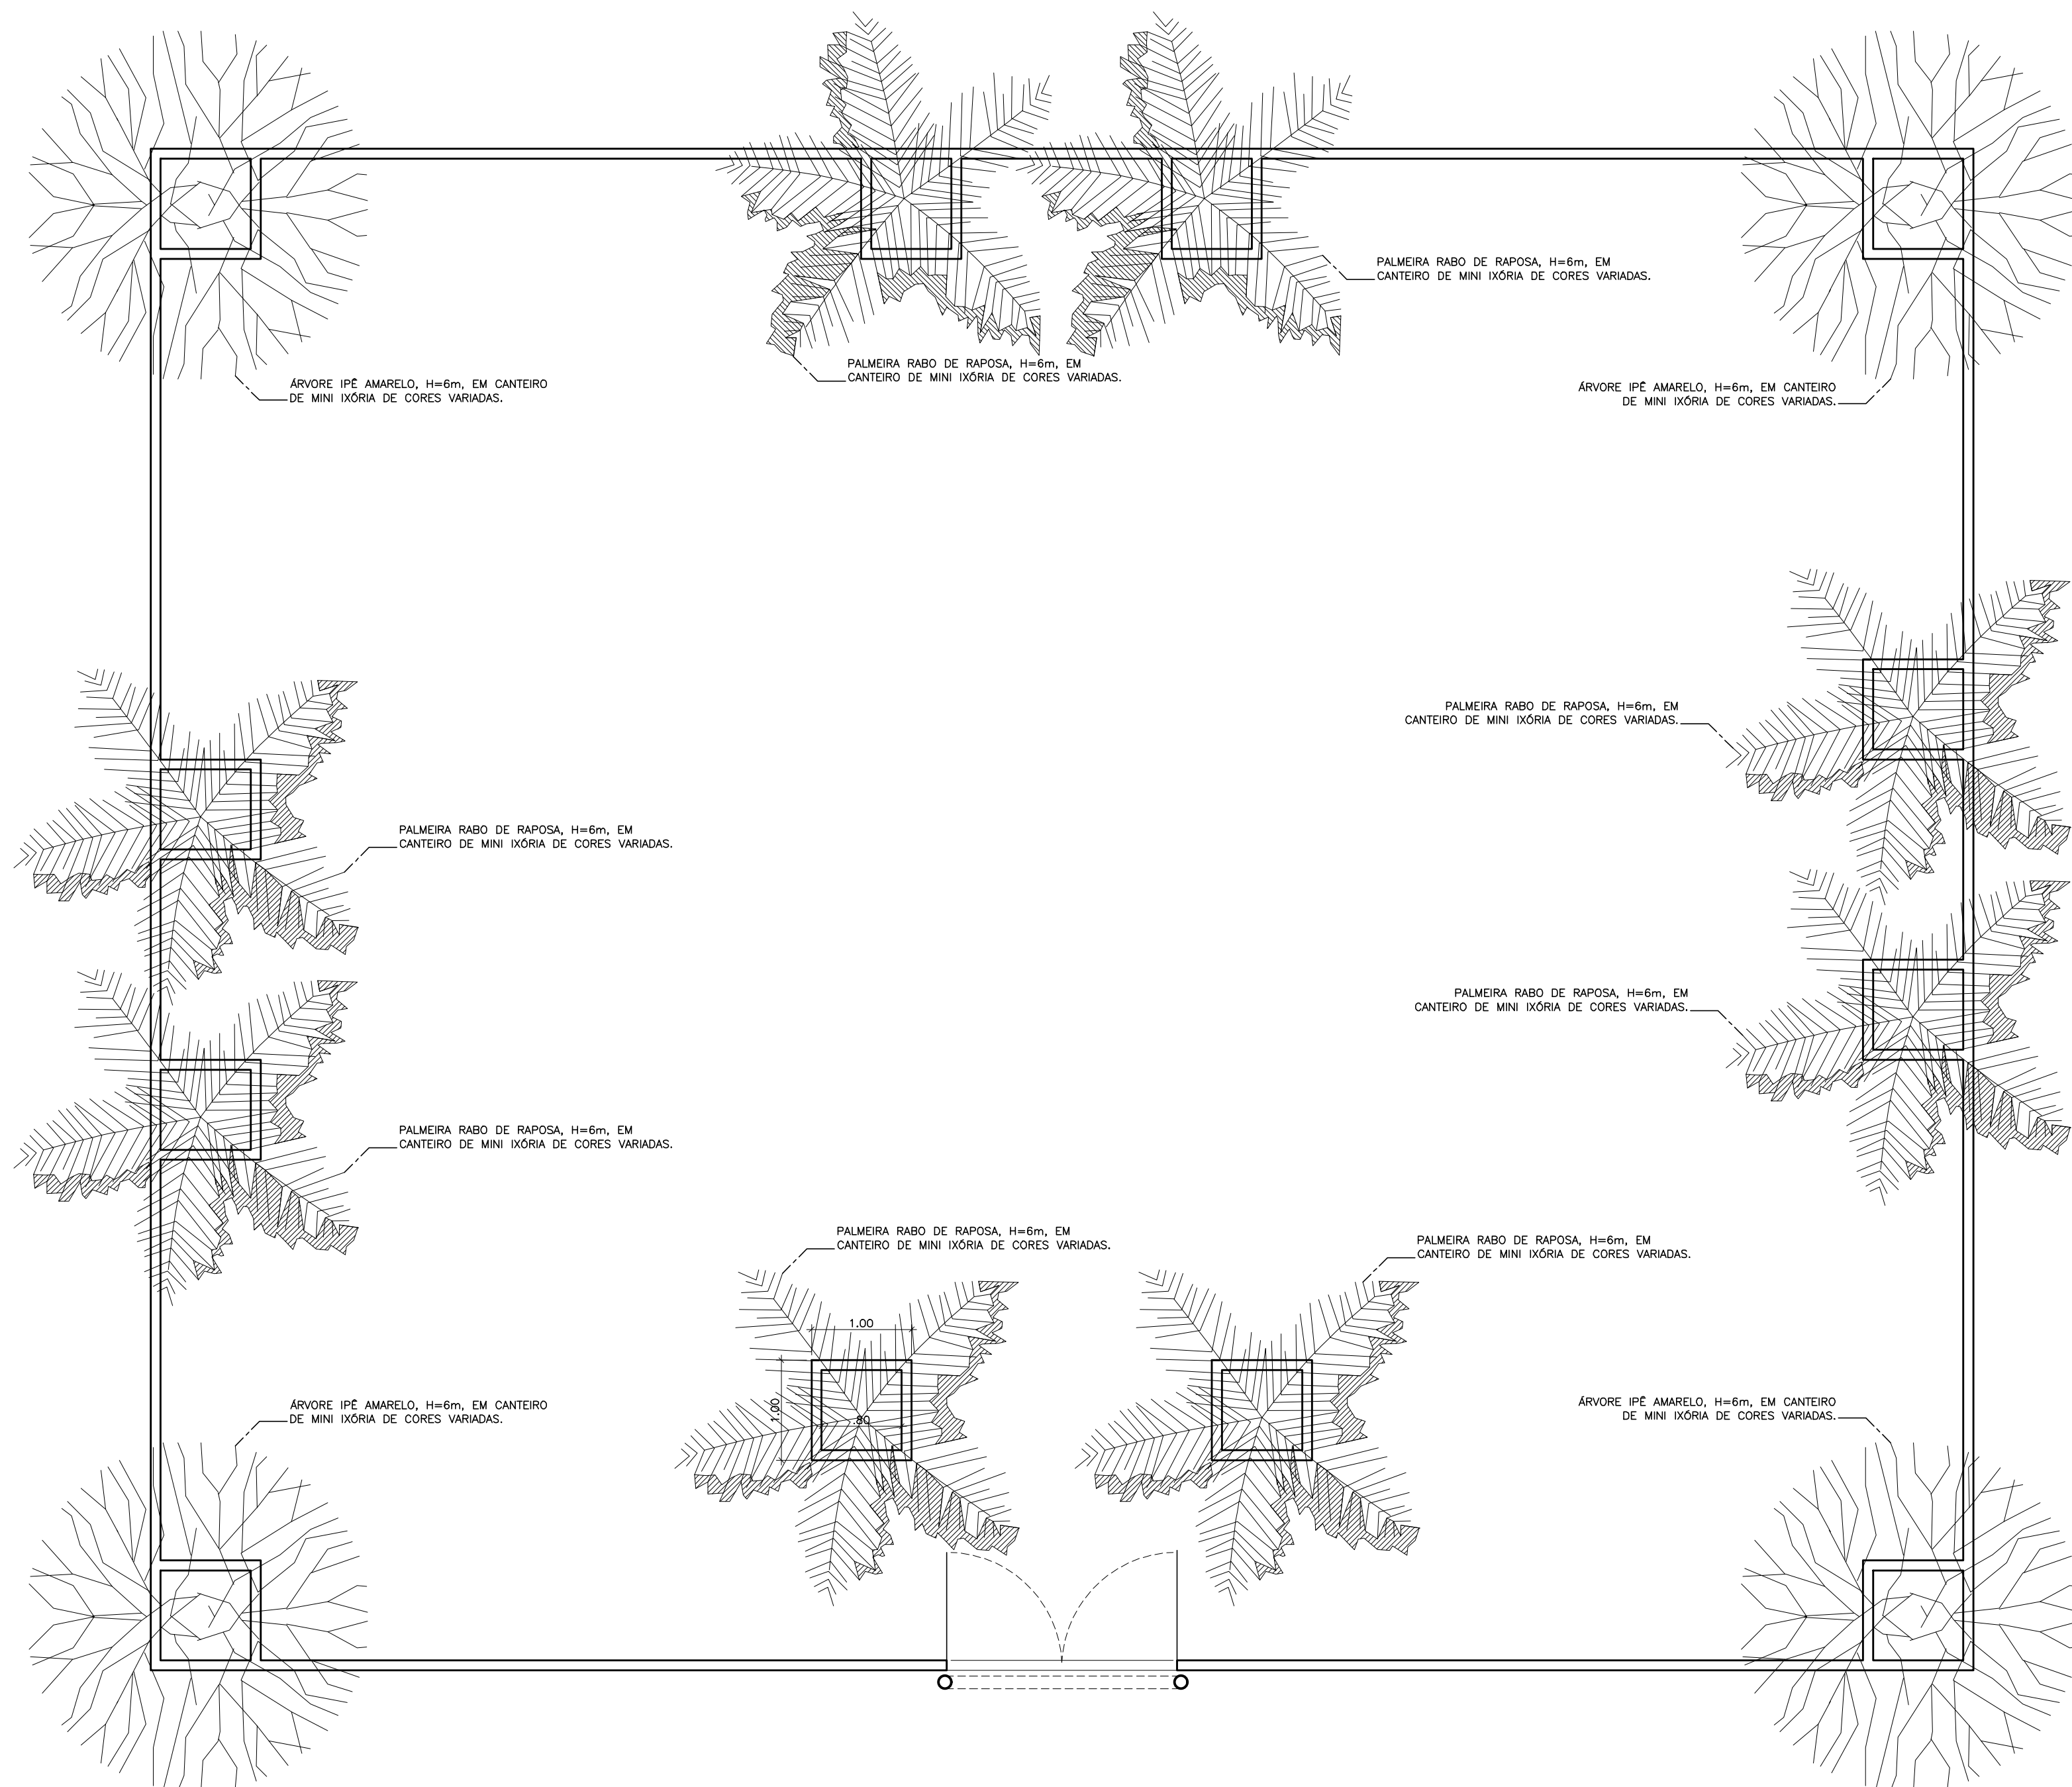 PALMEIRA RABO DE RAPOSA, H=6m, EM
CANTEIRO DE MINI IXÓRIA DE CORES VARIADAS.
PALMEIRA RABO DE RAPOSA, H=6m, EM
CANTEIRO DE MINI IXÓRIA DE CORES VARIADAS.
ÁRVORE IPÊ AMARELO, H=6m, EM CANTEIRO
DE MINI IXÓRIA DE CORES VARIADAS.
ÁRVORE IPÊ AMARELO, H=6m, EM CANTEIRO
DE MINI IXÓRIA DE CORES VARIADAS.
PALMEIRA RABO DE RAPOSA, H=6m, EM
CANTEIRO DE MINI IXÓRIA DE CORES VARIADAS.
PALMEIRA RABO DE RAPOSA, H=6m, EM
CANTEIRO DE MINI IXÓRIA DE CORES VARIADAS.
PALMEIRA RABO DE RAPOSA, H=6m, EM
CANTEIRO DE MINI IXÓRIA DE CORES VARIADAS.
PALMEIRA RABO DE RAPOSA, H=6m, EM
CANTEIRO DE MINI IXÓRIA DE CORES VARIADAS.
PALMEIRA RABO DE RAPOSA, H=6m, EM
CANTEIRO DE MINI IXÓRIA DE CORES VARIADAS.
PALMEIRA RABO DE RAPOSA, H=6m, EM
CANTEIRO DE MINI IXÓRIA DE CORES VARIADAS.
1.00
1.00
.80
ÁRVORE IPÊ AMARELO, H=6m, EM CANTEIRO
DE MINI IXÓRIA DE CORES VARIADAS.
ÁRVORE IPÊ AMARELO, H=6m, EM CANTEIRO
DE MINI IXÓRIA DE CORES VARIADAS.